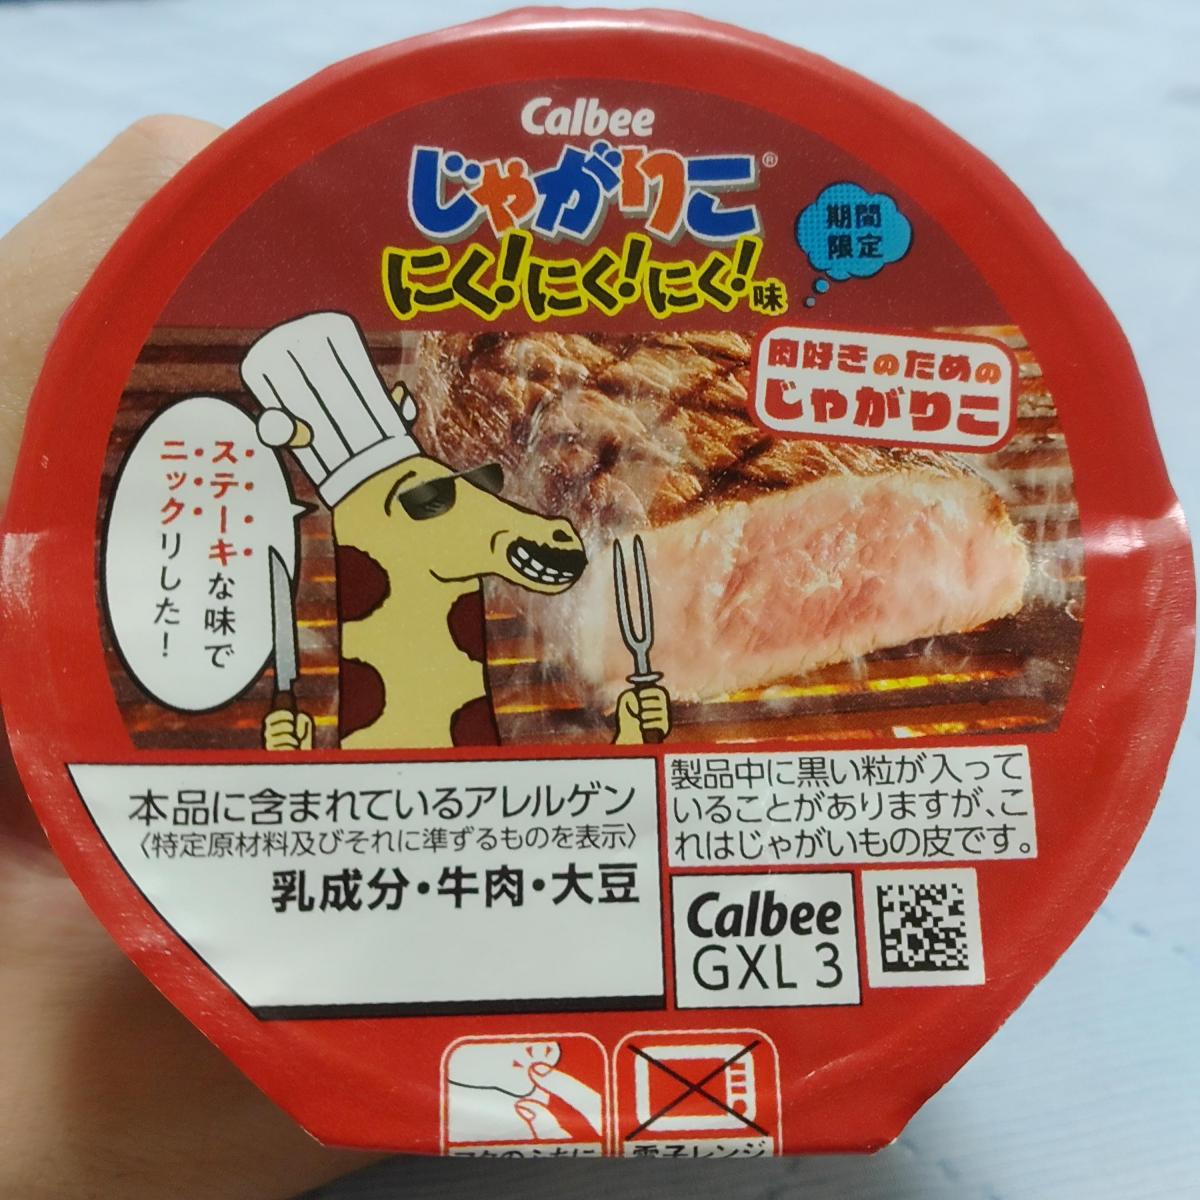 Calbee
じゃがりこ®
にく!にく!にく!味
期間
限定
肉好きのための
じゃがりこ
ステーキな味で
ニックリした!
本品に含まれているアレルゲン
〈特定原材料及びそれに準ずるものを表示〉
乳成分・牛肉・大豆
製品中に黒い粒が入って
いることがありますが、こ
れはじゃがいもの皮です。
Calbee
GXL 3
電子レンジ